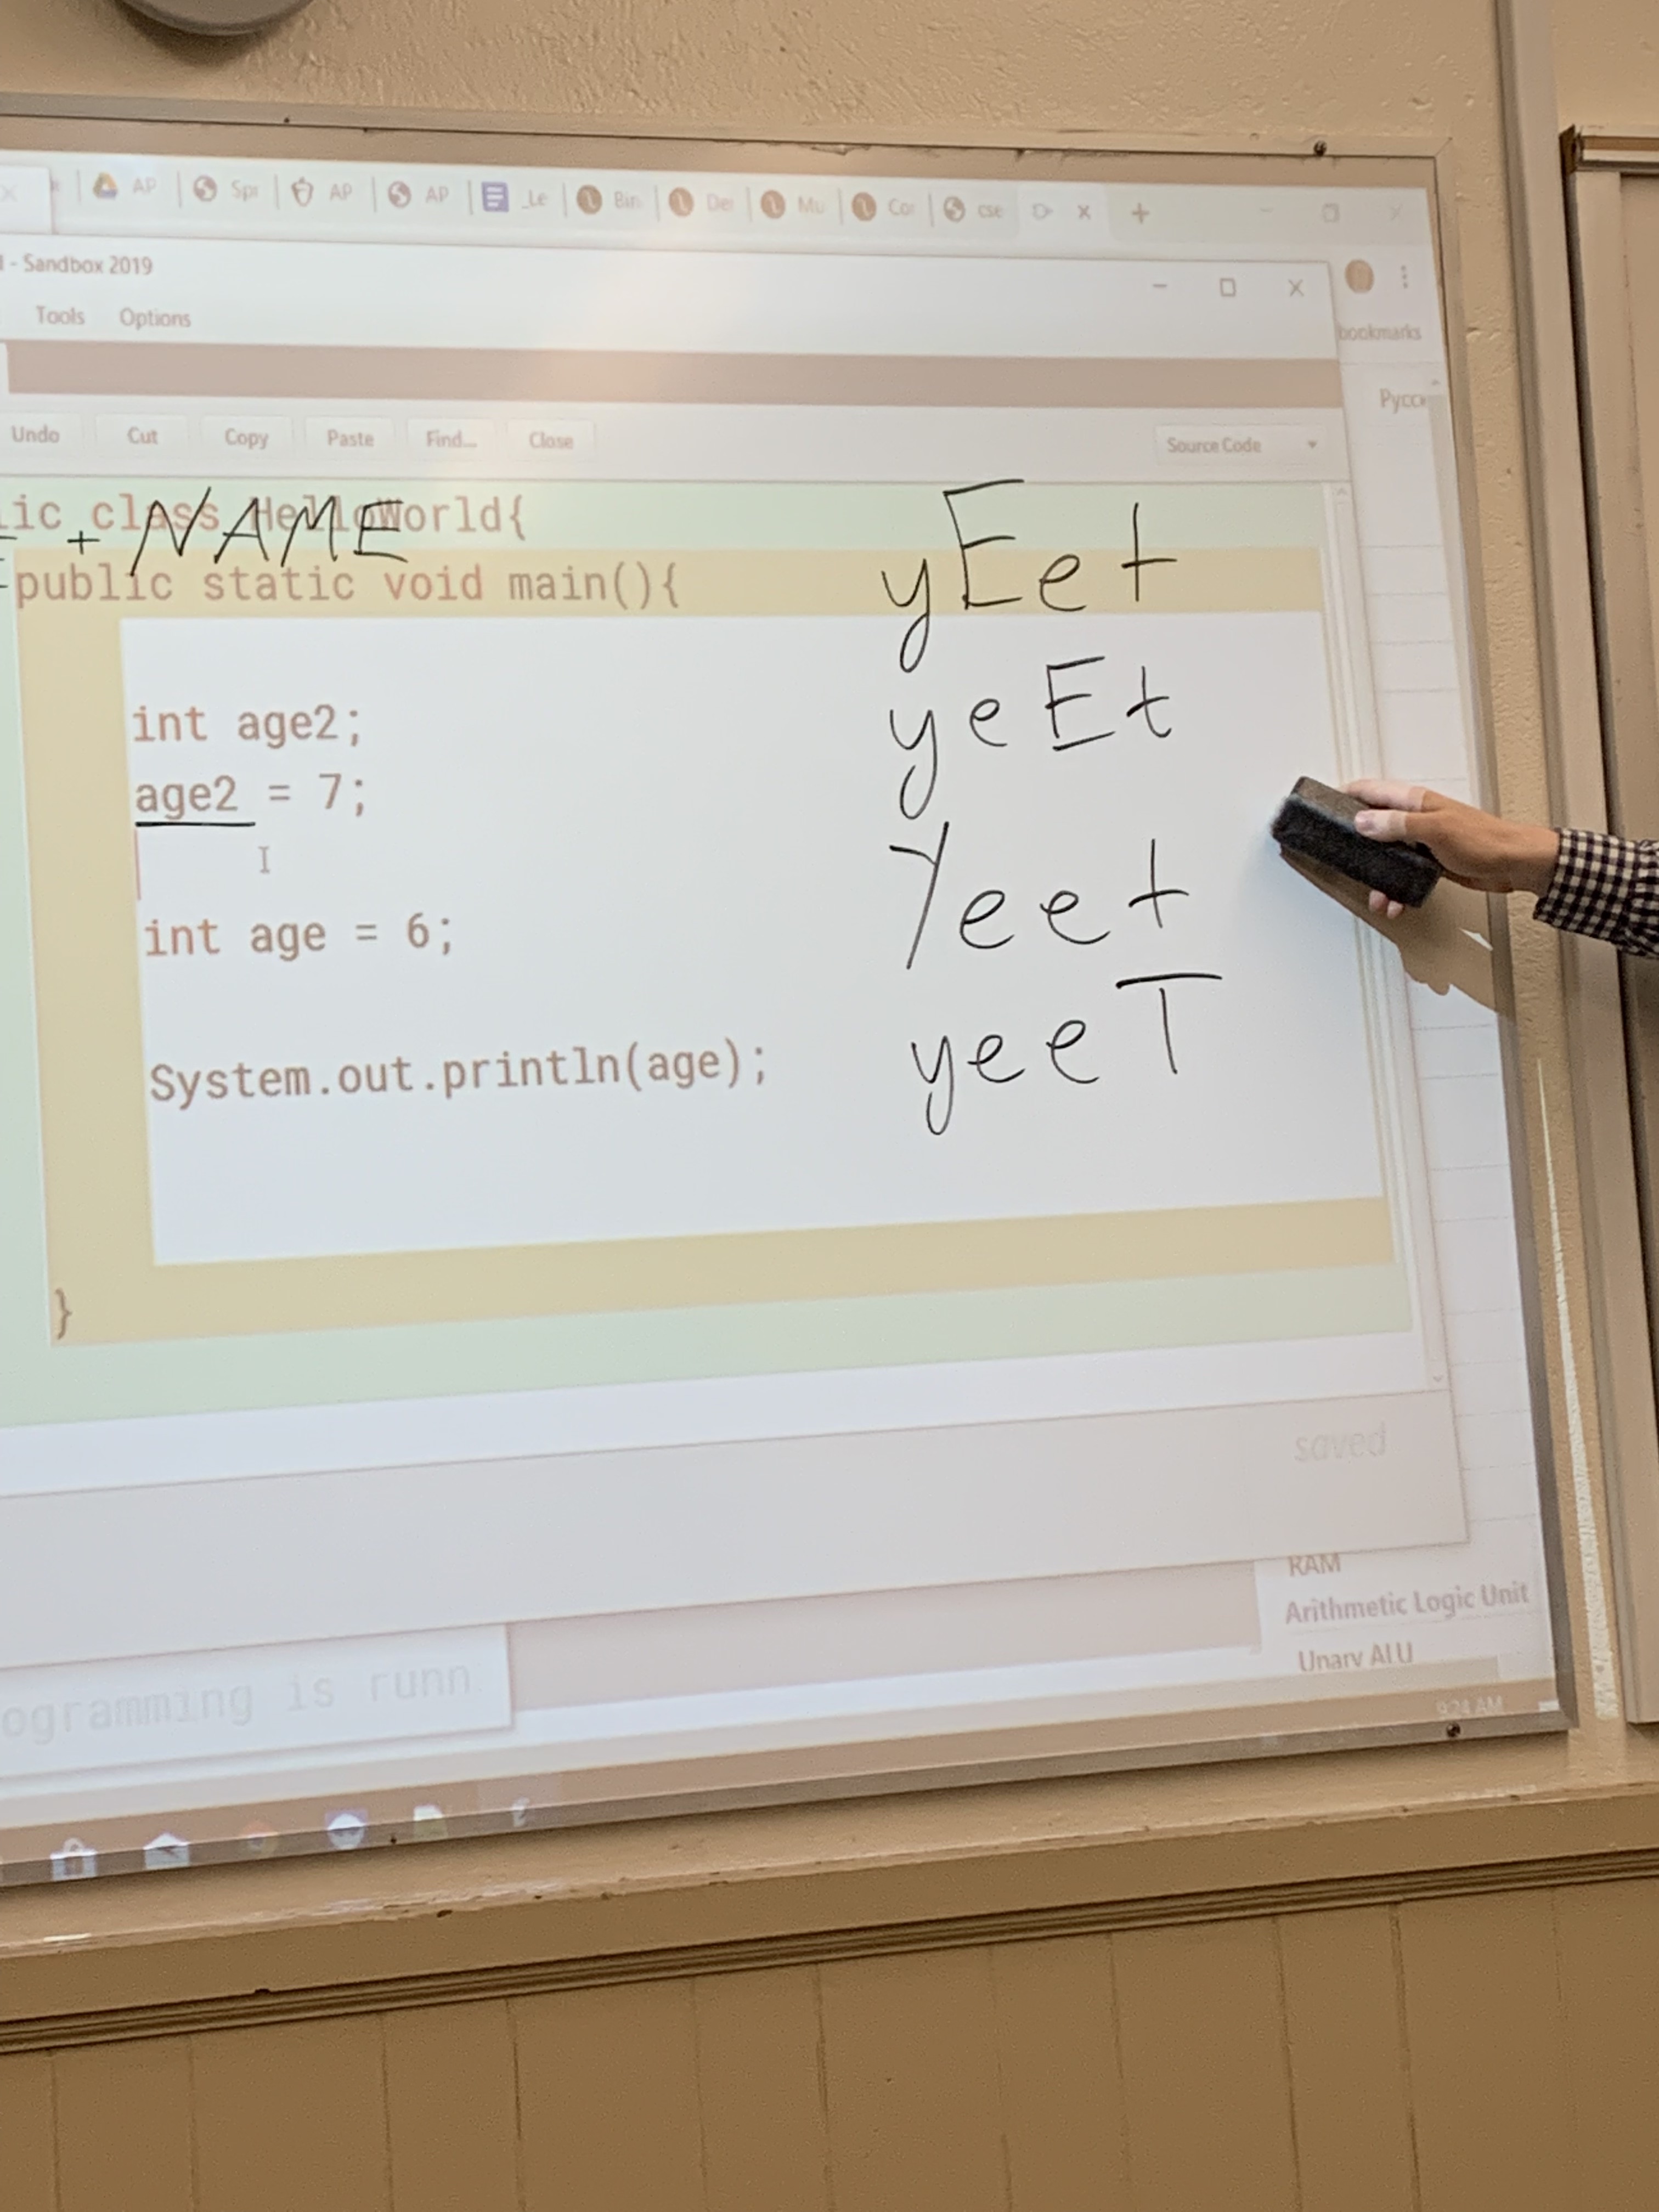 AP Spr AP AP _Le Bin Der Mu Cor cse
- Sandbox 2019
bookmarks
Tools Options
Русск
Undo Cut Copy Paste Find... Close Source Code
ic class HelloWorld{
+ NAME
public static void main(){
yEet
int age2;
yeEt
age2 = 7;
Yeet
int age = 6;
yeeT
System.out.println(age);
}
saved
RAM
Arithmetic Logic Unit
Unary ALU
ogramming is runn
9:24 AM